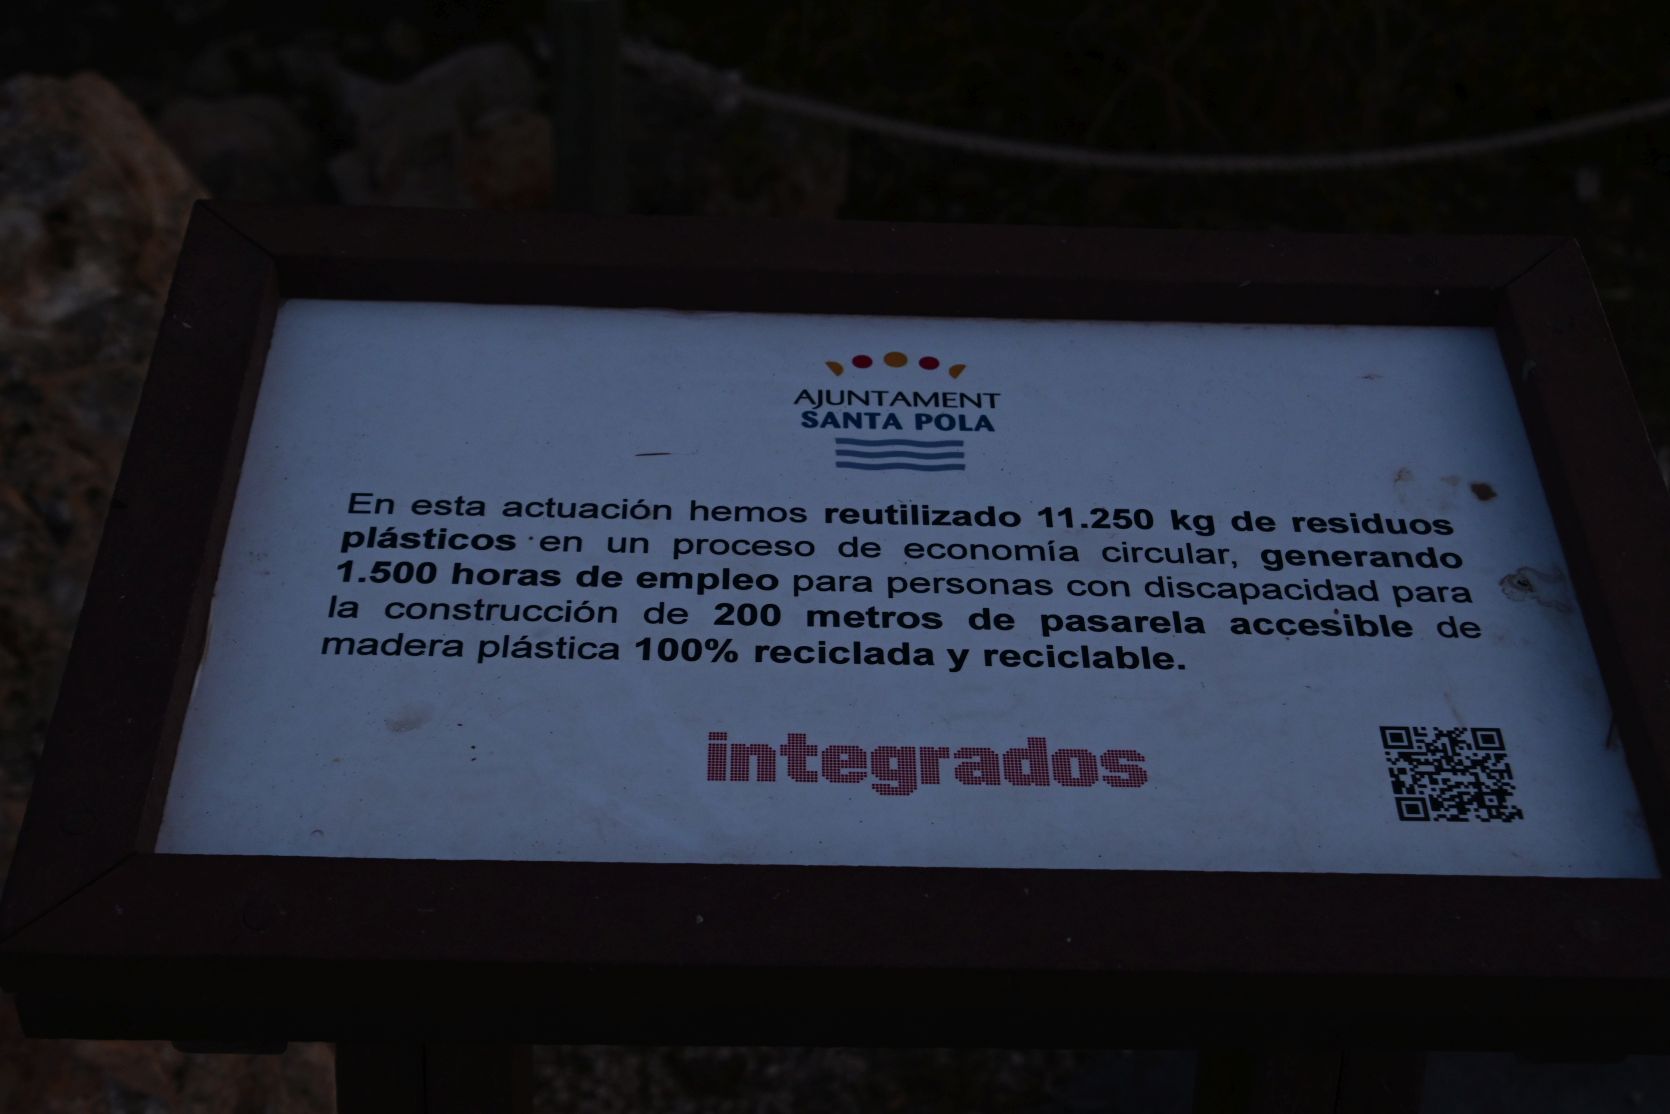 AJUNTAMENT
SANTA POLA
En esta actuación hemos reutilizado 11.250 kg de residuos
plásticos en un proceso de economía circular, generando
1.500 horas de empleo para personas con discapacidad para
la construcción de 200 metros de pasarela accesible de
madera plástica 100% reciclada y reciclable.
integrados